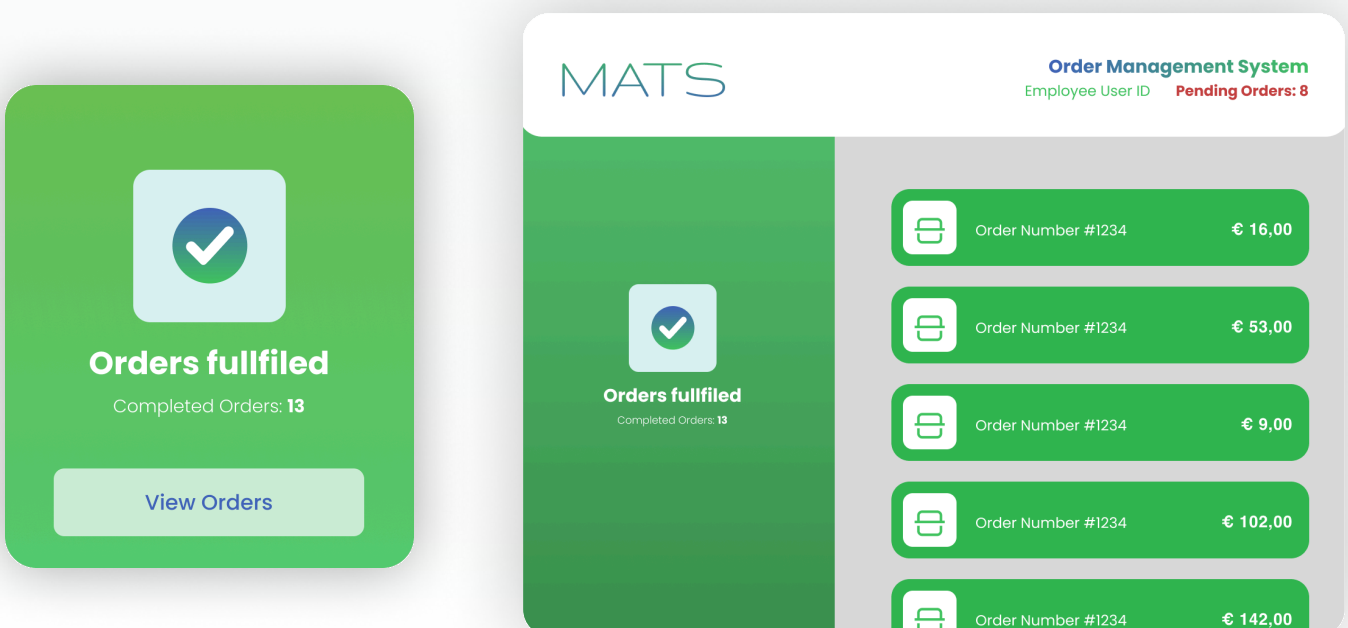 Orders fullfiled
Completed Orders: 13
View Orders
MATS
Order Management System
Employee User ID Pending Orders: 8
Orders fullfiled
Completed Orders: 13
Order Number #1234 € 16,00
Order Number #1234 € 53,00
Order Number #1234 € 9,00
Order Number #1234 € 102,00
Order Number #1234 € 142,00